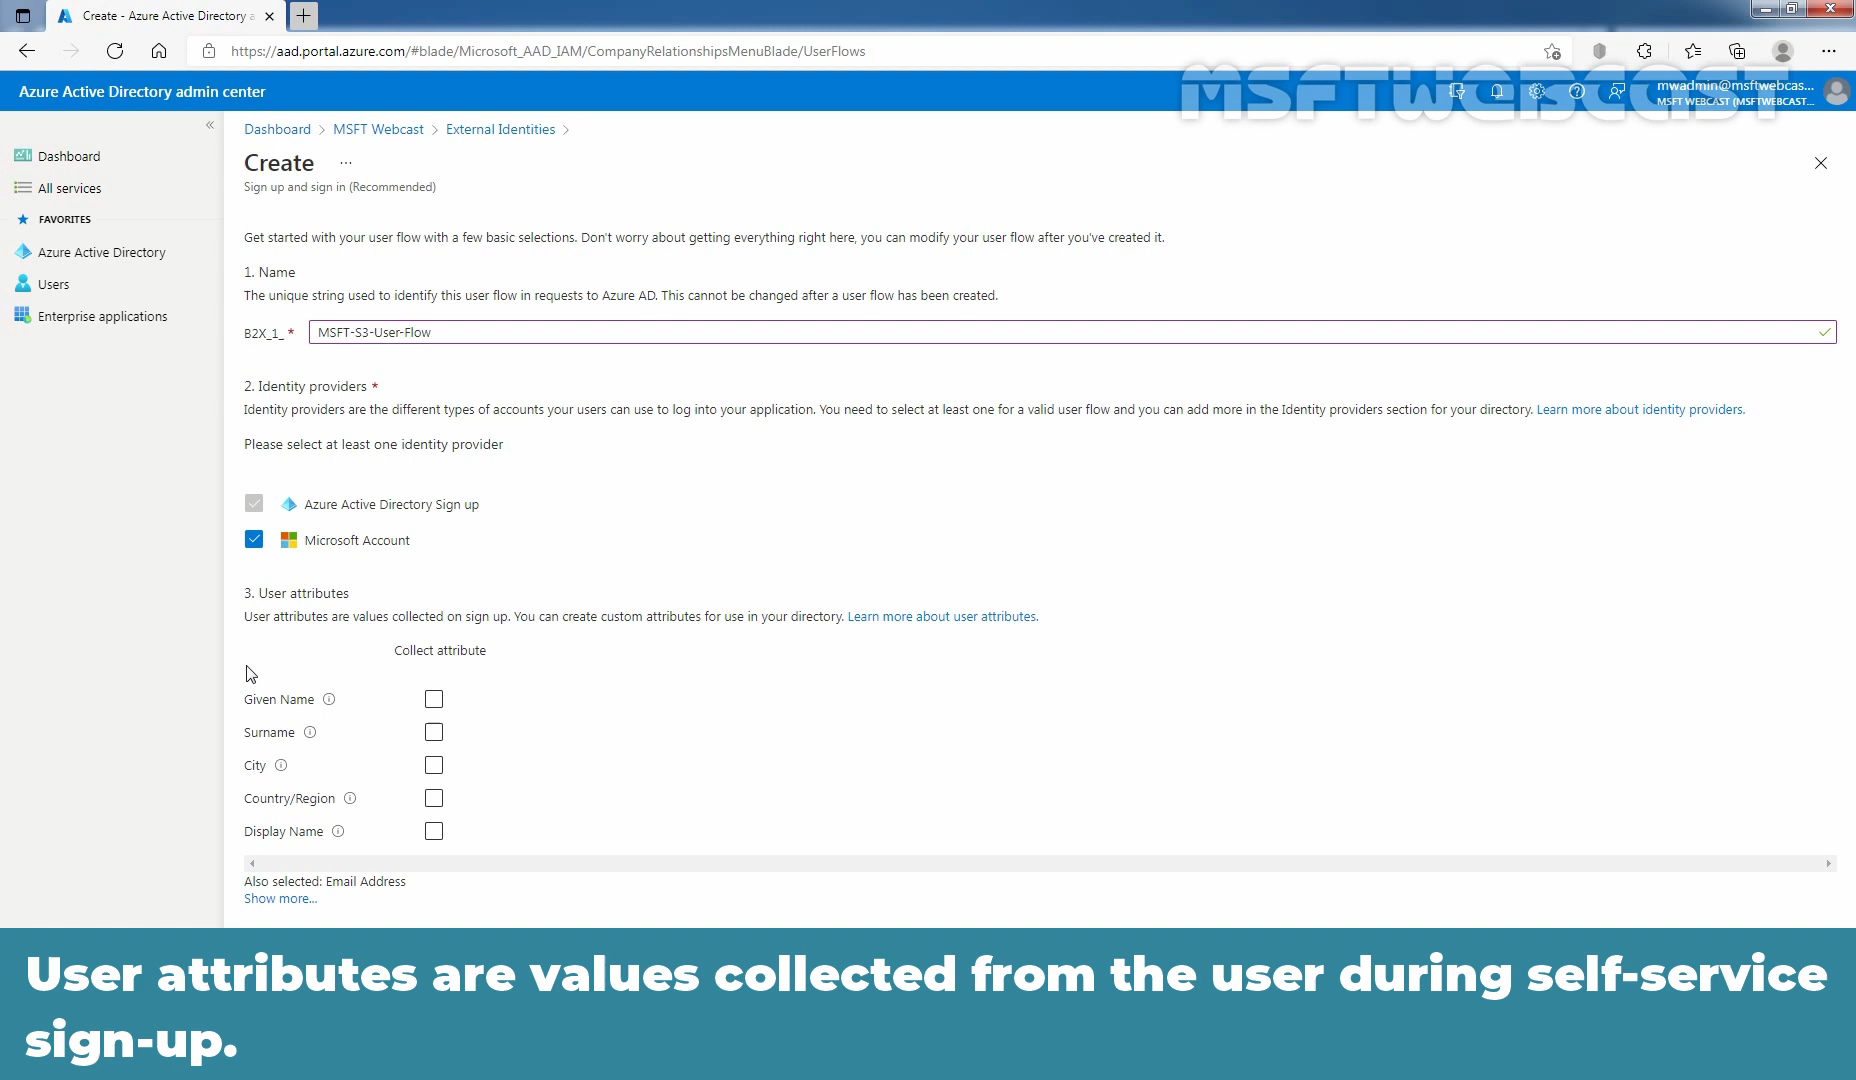 Create - Azure Active Directory a
https://aad.portal.azure.com/#blade/Microsoft_AAD_IAM/CompanyRelationshipsMenuBlade/UserFlows
MSFTWEBCAST
Azure Active Directory admin center
mwadmin@msftwebcas...
MSFT WEBCAST (MSFTWEBCAST....
Dashboard > MSFT Webcast > External Identities >
Dashboard
All services
FAVORITES
Azure Active Directory
Users
Enterprise applications
Create ...
Sign up and sign in (Recommended)
Get started with your user flow with a few basic selections. Don't worry about getting everything right here, you can modify your user flow after you've created it.
1. Name
The unique string used to identify this user flow in requests to Azure AD. This cannot be changed after a user flow has been created.
B2X_1_ * MSFT-S3-User-Flow
2. Identity providers *
Identity providers are the different types of accounts your users can use to log into your application. You need to select at least one for a valid user flow and you can add more in the Identity providers section for your directory. Learn more about identity providers.
Please select at least one identity provider
Azure Active Directory Sign up
Microsoft Account
3. User attributes
User attributes are values collected on sign up. You can create custom attributes for use in your directory. Learn more about user attributes.
Collect attribute
Given Name
Surname
City
Country/Region
Display Name
Also selected: Email Address
Show more...
User attributes are values collected from the user during self-service
sign-up.